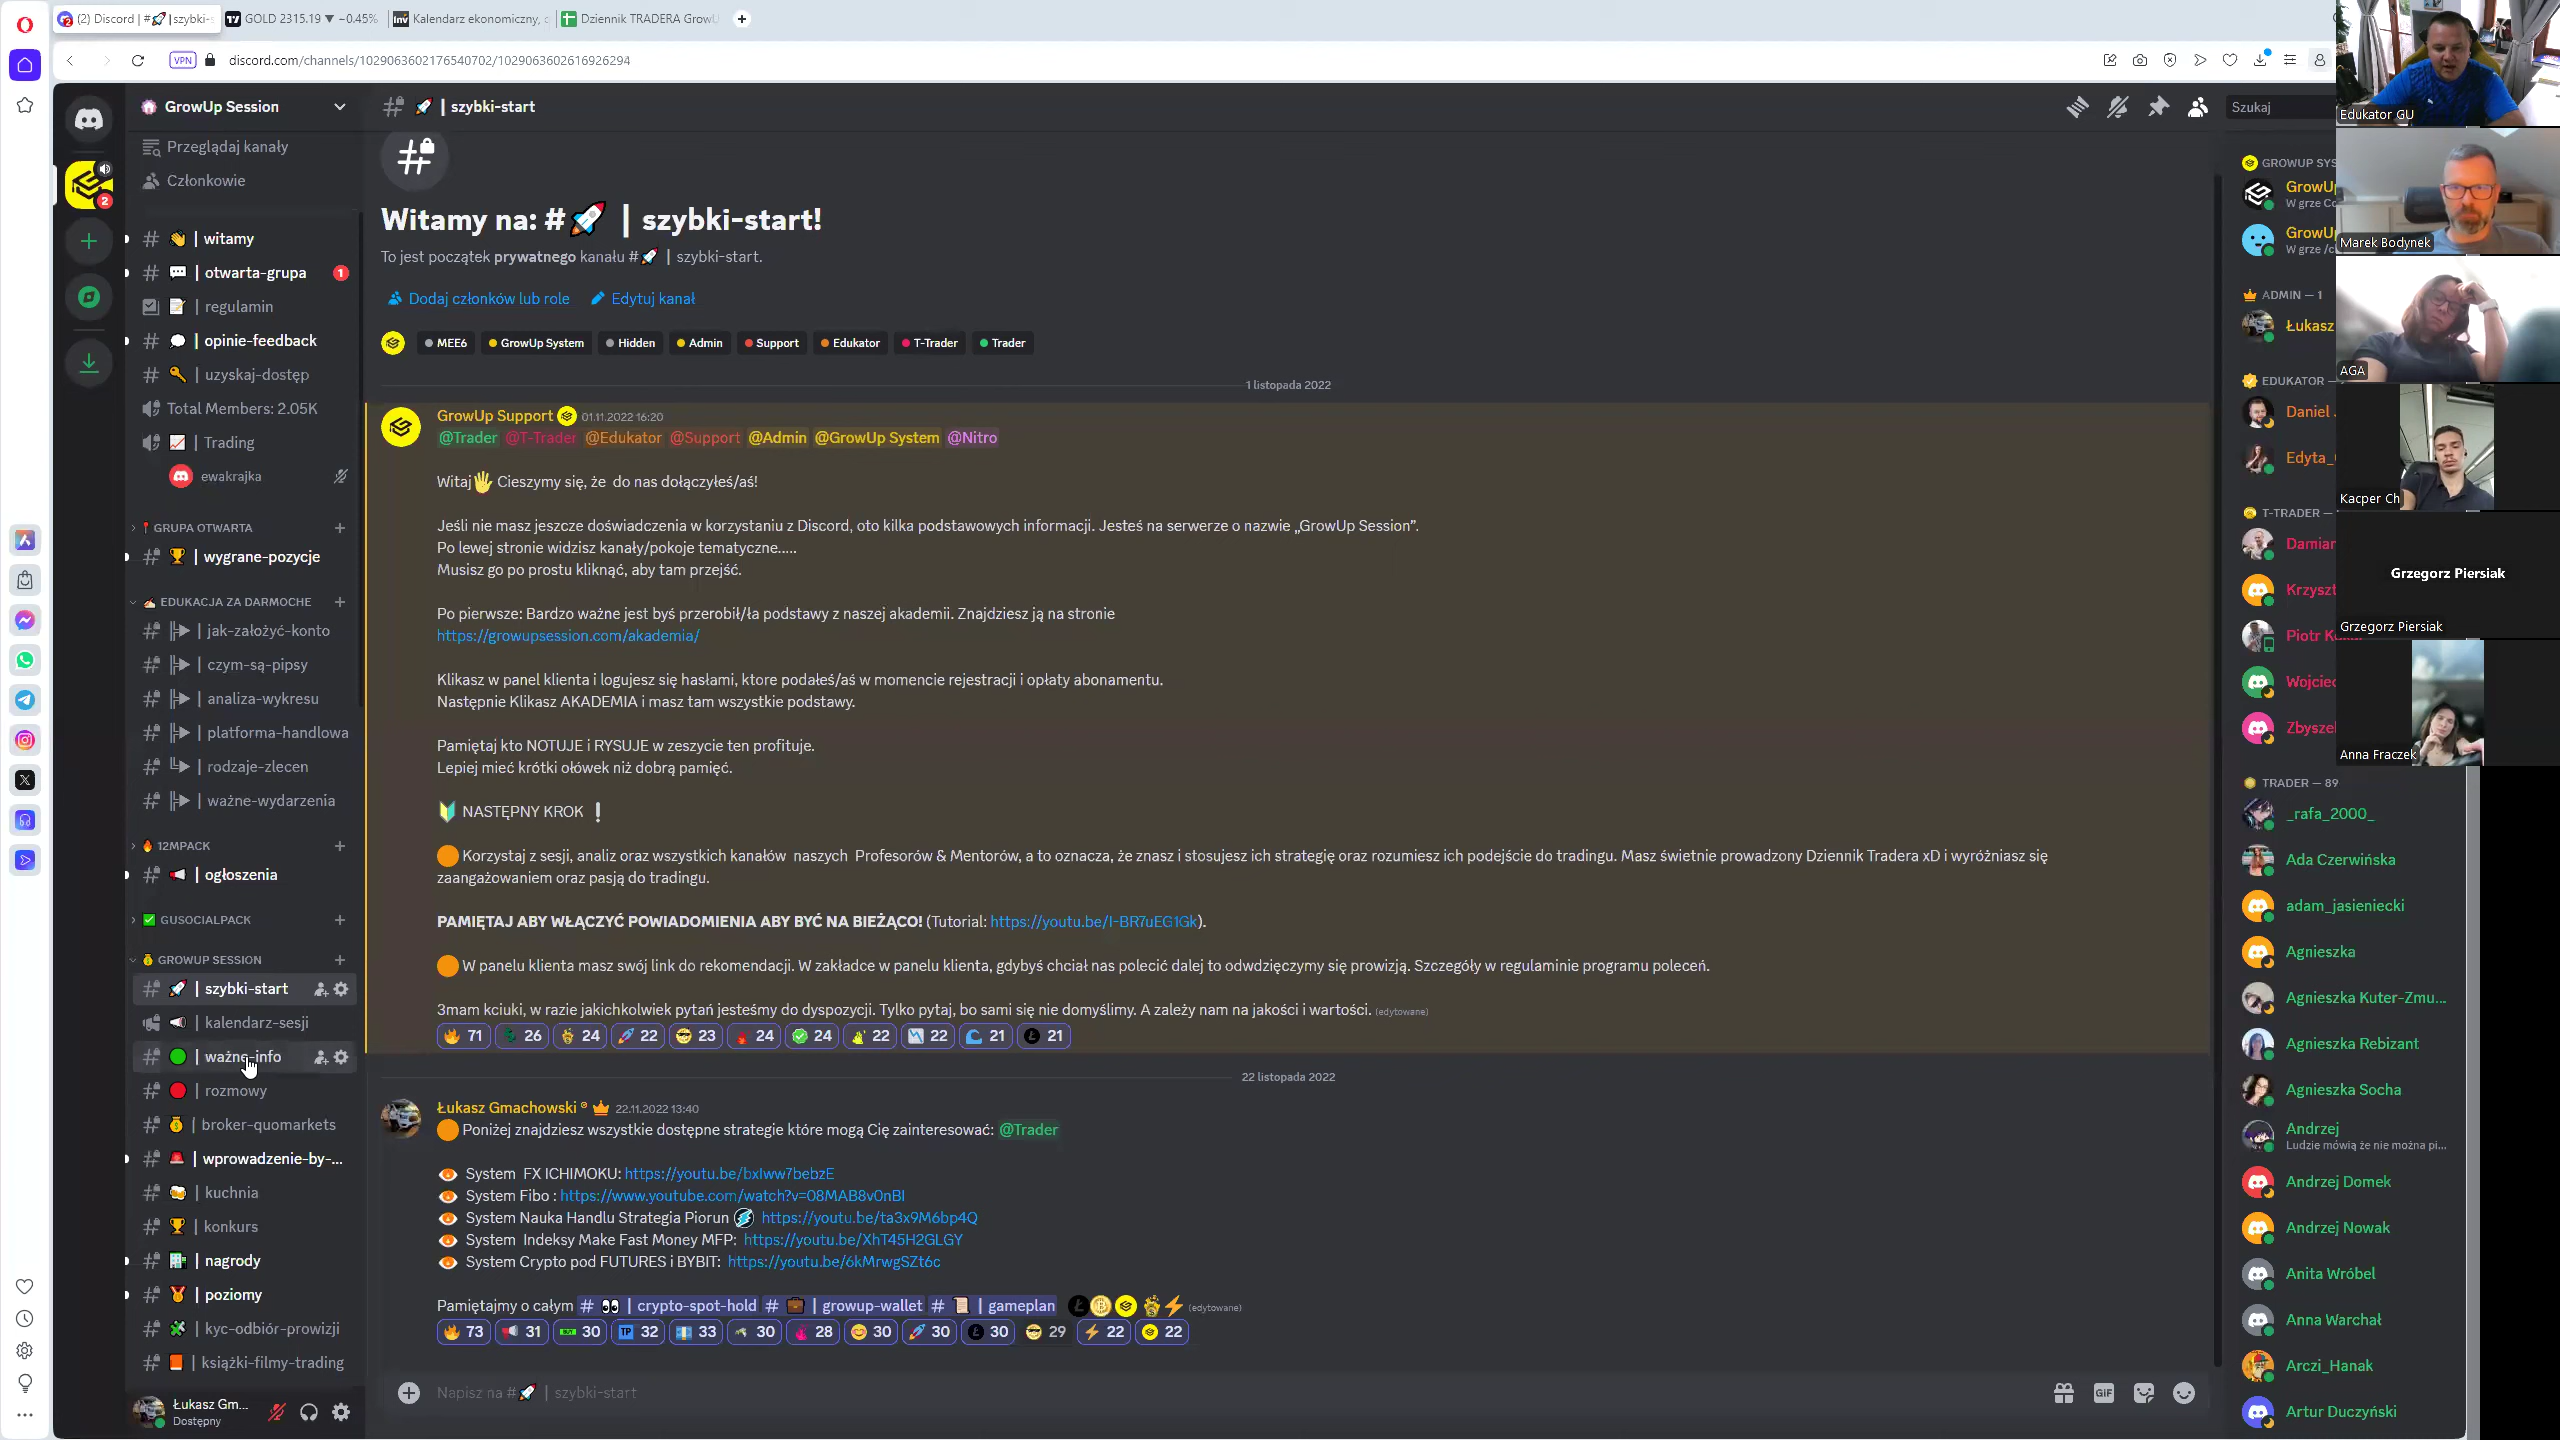 (2) Discord | #🚀 | szybki-
GOLD 2315.19 ▼ −0.45%
Kalendarz ekonomiczny,
Dziennik TRADERA GrowU
VPN
discord.com/channels/1029063602176540702/1029063602616926294
GrowUp Session
Przeglądaj kanały
Członkowie
# 👋 | witamy
# 💬 | otwarta-grupa 1
📝 | regulamin
# 💭 | opinie-feedback
# 🔑 | uzyskaj-dostęp
Total Members: 2.05K
📈 | Trading
ewakrajka
📍 GRUPA OTWARTA
# 🏆 | wygrane-pozycje
EDUKACJA ZA DARMOCHE
# | jak-założyć-konto
# | czym-są-pipsy
# | analiza-wykresu
# | platforma-handlowa
# | rodzaje-zlecen
# | ważne-wydarzenia
🔥 12MPACK
# 📢 | ogłoszenia
✅ GUSOCIALPACK
💰 GROWUP SESSION
# 🚀 | szybki-start
📢 | kalendarz-sesji
# 🟢 | ważne-info
# 🔴 | rozmowy
# 💰 | broker-quomarkets
# 🚨 | wprowadzenie-by-...
# 🍻 | kuchnia
# 🏆 | konkurs
# | nagrody
# 🏅 | poziomy
# 🧩 | kyc-odbiór-prowizji
# 📙 | książki-filmy-trading
Łukasz Gm...
Dostępny
# 🚀 | szybki-start
Szukaj
Witamy na: #🚀 | szybki-start!
To jest początek prywatnego kanału #🚀 | szybki-start.
Dodaj członków lub role
Edytuj kanał
MEE6
GrowUp System
Hidden
Admin
Support
Edukator
T-Trader
Trader
1 listopada 2022
GrowUp Support 01.11.2022 16:20
@Trader @T-Trader @Edukator @Support @Admin @GrowUp System @Nitro
Witaj🖐 Cieszymy się, że do nas dołączyłeś/aś!
Jeśli nie masz jeszcze doświadczenia w korzystaniu z Discord, oto kilka podstawowych informacji. Jesteś na serwerze o nazwie „GrowUp Session”.
Po lewej stronie widzisz kanały/pokoje tematyczne.....
Musisz go po prostu kliknąć, aby tam przejść.
Po pierwsze: Bardzo ważne jest byś przerobił/ła podstawy z naszej akademii. Znajdziesz ją na stronie
https://growupsession.com/akademia/
Klikasz w panel klienta i logujesz się hasłami, ktore podałeś/aś w momencie rejestracji i opłaty abonamentu.
Następnie Klikasz AKADEMIA i masz tam wszystkie podstawy.
Pamiętaj kto NOTUJE i RYSUJE w zeszycie ten profituje.
Lepiej mieć krótki ołówek niż dobrą pamięć.
🔰 NASTĘPNY KROK ❕
🟠 Korzystaj z sesji, analiz oraz wszystkich kanałów naszych Profesorów & Mentorów, a to oznacza, że znasz i stosujesz ich strategię oraz rozumiesz ich podejście do tradingu. Masz świetnie prowadzony Dziennik Tradera xD i wyróżniasz się
zaangażowaniem oraz pasją do tradingu.
PAMIĘTAJ ABY WŁĄCZYĆ POWIADOMIENIA ABY BYĆ NA BIEŻĄCO! (Tutorial: https://youtu.be/I-BR7uEG1Gk).
🟠 W panelu klienta masz swój link do rekomendacji. W zakładce w panelu klienta, gdybyś chciał nas polecić dalej to odwdzięczymy się prowizją. Szczegóły w regulaminie programu poleceń.
3mam kciuki, w razie jakichkolwiek pytań jesteśmy do dyspozycji. Tylko pytaj, bo sami się nie domyślimy. A zależy nam na jakości i wartości. (edytowane)
71 26 24 22 23 24 24 22 22 21 21
22 listopada 2022
Łukasz Gmachowski ® 22.11.2022 13:40
🟠 Poniżej znajdziesz wszystkie dostępne strategie które mogą Cię zainteresować: @Trader
System FX ICHIMOKU: https://youtu.be/bxIww7bebzE
System Fibo : https://www.youtube.com/watch?v=08MAB8v0nBI
System Nauka Handlu Strategia Piorun https://youtu.be/ta3x9M6bp4Q
System Indeksy Make Fast Money MFP: https://youtu.be/XhT45H2GLGY
System Crypto pod FUTURES i BYBIT: https://youtu.be/6kMrwgSZt6c
Pamiętajmy o całym # 👀 | crypto-spot-hold # 💼 | growup-wallet # 📜 | gameplan (edytowane)
73 31 30 32 33 30 28 30 30 30 29 22 22
Napisz na #🚀 | szybki-start
GIF
GROWUP SYS
GrowU
W grze Co
GrowU
W grze /c
ADMIN — 1
Łukasz
EDUKATOR —
Daniel
Edyta_
T-TRADER —
Damian
Krzyszt
Piotr
Wojciec
Zbyszel
TRADER — 89
_rafa_2000_
Ada Czerwińska
adam_jasieniecki
Agnieszka
Agnieszka Kuter-Zmu...
Agnieszka Rebizant
Agnieszka Socha
Andrzej
Ludzie mówią że nie można pi...
Andrzej Domek
Andrzej Nowak
Anita Wróbel
Anna Warchał
Arczi_Hanak
Artur Duczyński
Edukator GU
Marek Bodynek
AGA
Kacper Ch
Grzegorz Piersiak
Grzegorz Piersiak
Anna Fraczek